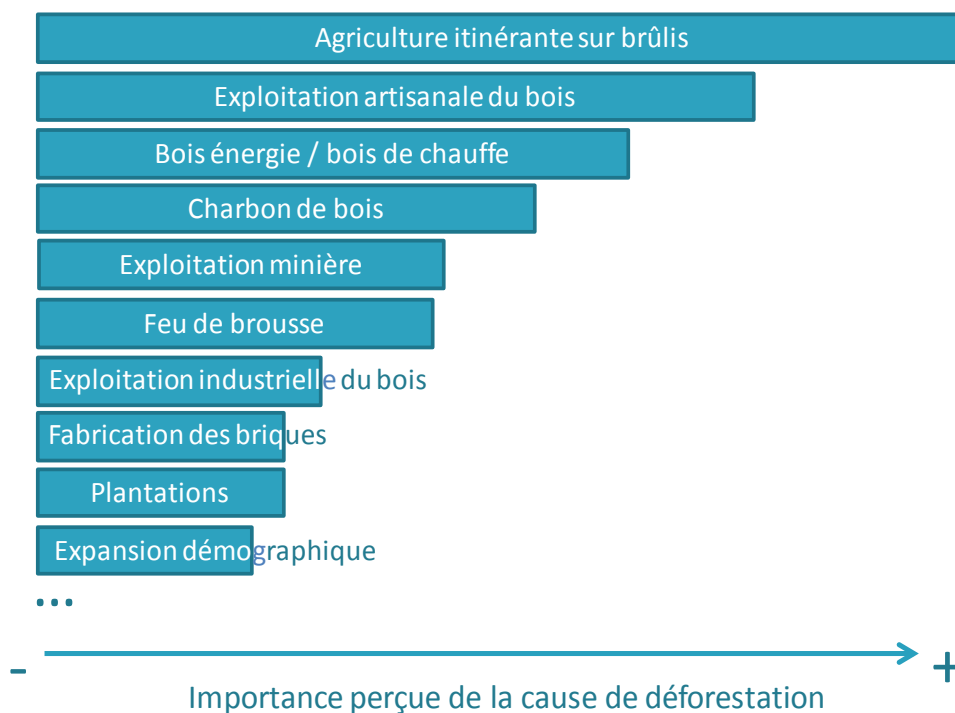 Agriculture itinérante sur brûlis
Exploitation artisanale du bois
Bois énergie / bois de chauffe
Charbon de bois
Exploitation minière
Feu de brousse
Exploitation industrielle du bois
Fabrication des briques
Plantations
Expansion démographique
...
- +
Importance perçue de la cause de déforestation